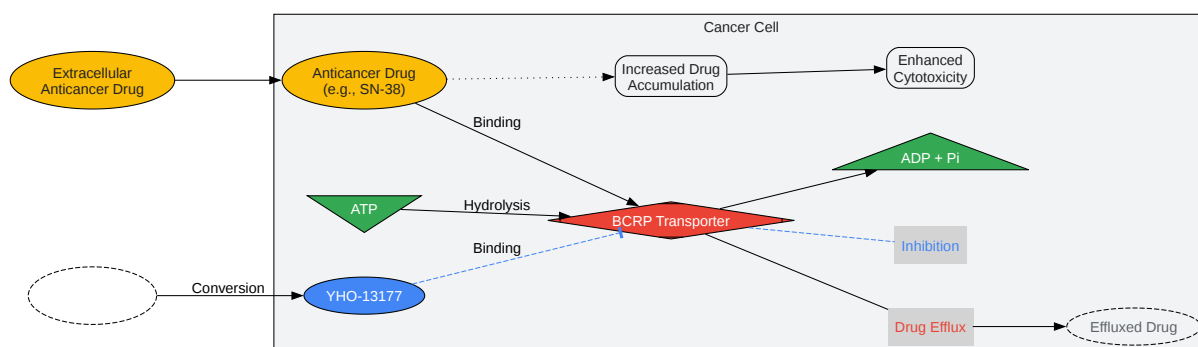 Cancer Cell
Extracellular
Anticancer Drug
Anticancer Drug
(e.g., SN-38)
Increased Drug
Accumulation
Enhanced
Cytotoxicity
Binding
ADP + Pi
ATP
Hydrolysis
BCRP Transporter
Binding
Inhibition
Conversion
YHO-13177
Drug Efflux
Effluxed Drug